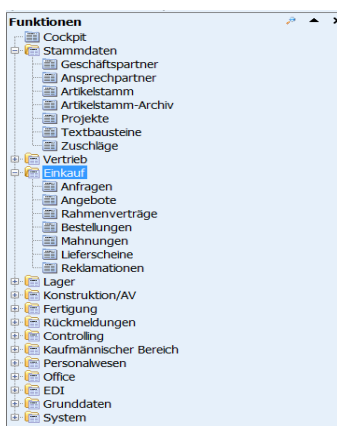 Funktionen
Cockpit
Stammdaten
Geschäftspartner
Ansprechpartner
Artikelstamm
Artikelstamm-Archiv
Projekte
Textbausteine
Zuschläge
Vertrieb
Einkauf
Anfragen
Angebote
Rahmenverträge
Bestellungen
Mahnungen
Lieferscheine
Reklamationen
Lager
Konstruktion/AV
Fertigung
Rückmeldungen
Controlling
Kaufmännischer Bereich
Personalwesen
Office
EDI
Grunddaten
System